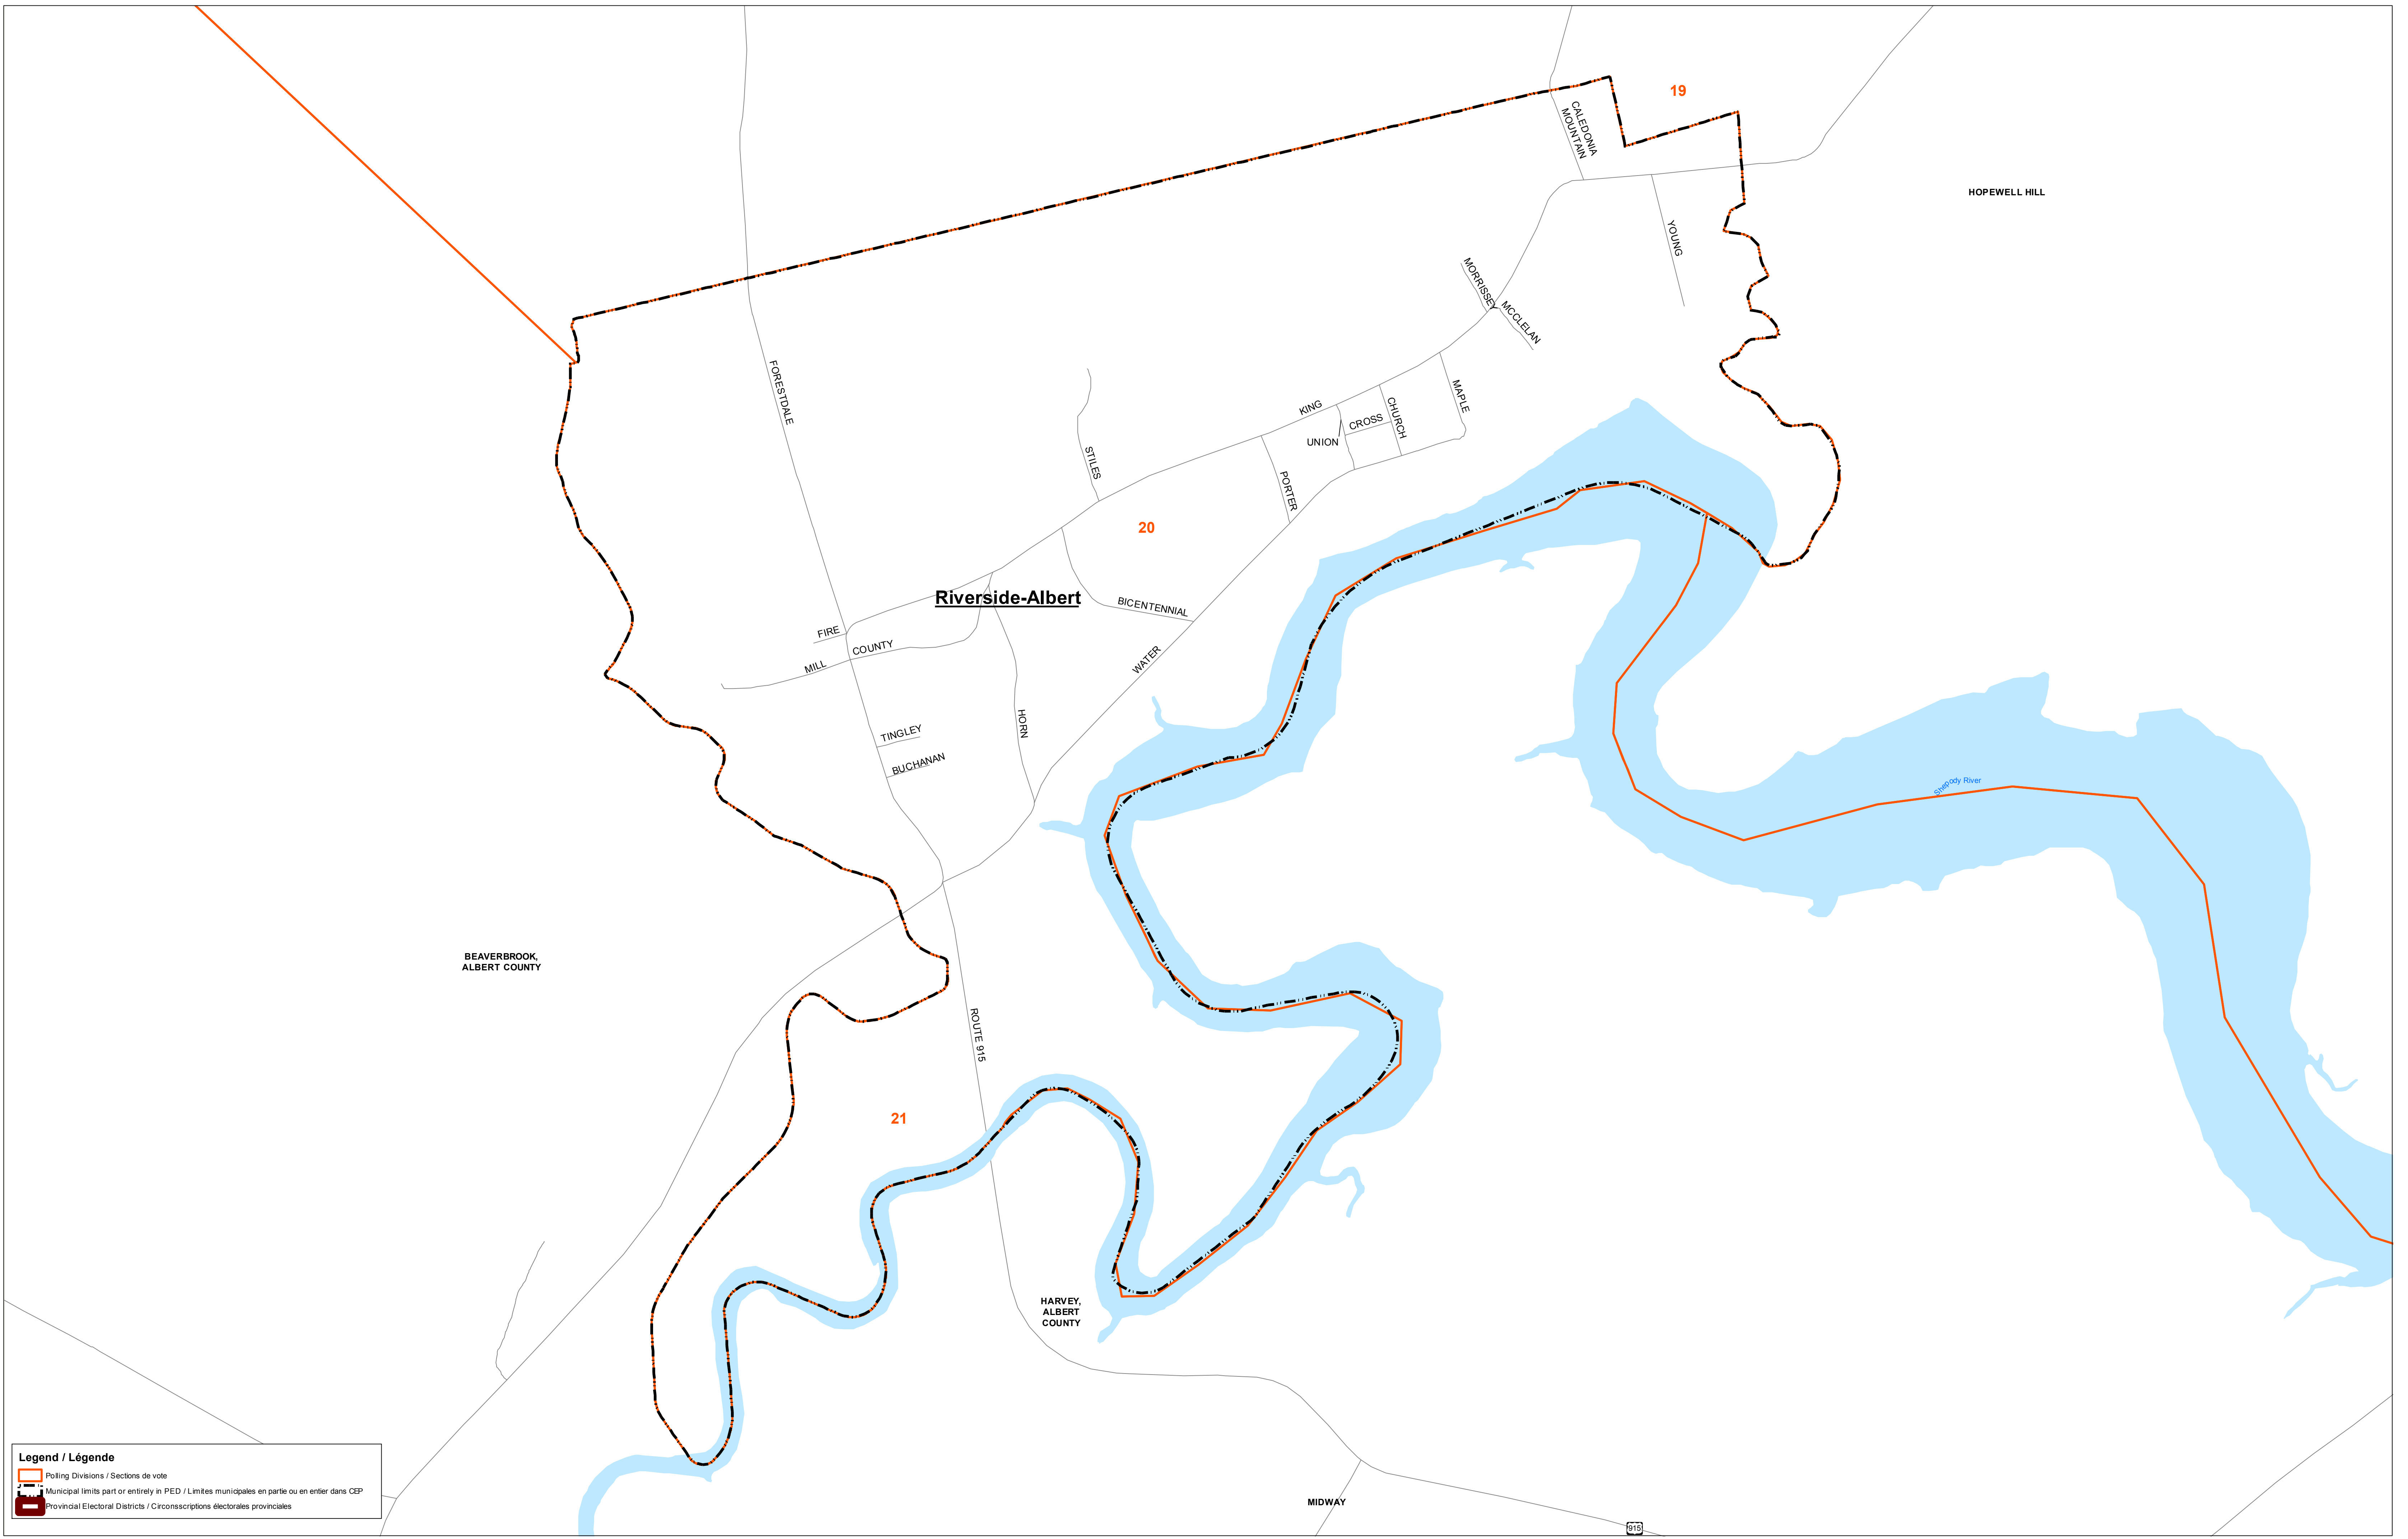 19
CALEDONIA
MOUNTAIN
HOPEWELL HILL
YOUNG
MORRISSEY
MCCLELAN
FORESTDALE
MAPLE
KING
CHURCH
CROSS
UNION
STILES
PORTER
20
Riverside-Albert
BICENTENNIAL
FIRE
COUNTY
MILL
WATER
HORN
TINGLEY
BUCHANAN
Shepody River
BEAVERBROOK,
ALBERT COUNTY
ROUTE 915
21
HARVEY,
ALBERT
COUNTY
MIDWAY
915
Legend / Légende
Polling Divisions / Sections de vote
Municipal limits part or entirely in PED / Limites municipales en partie ou en entier dans CEP
Provincial Electoral Districts / Circonsscriptions électorales provinciales